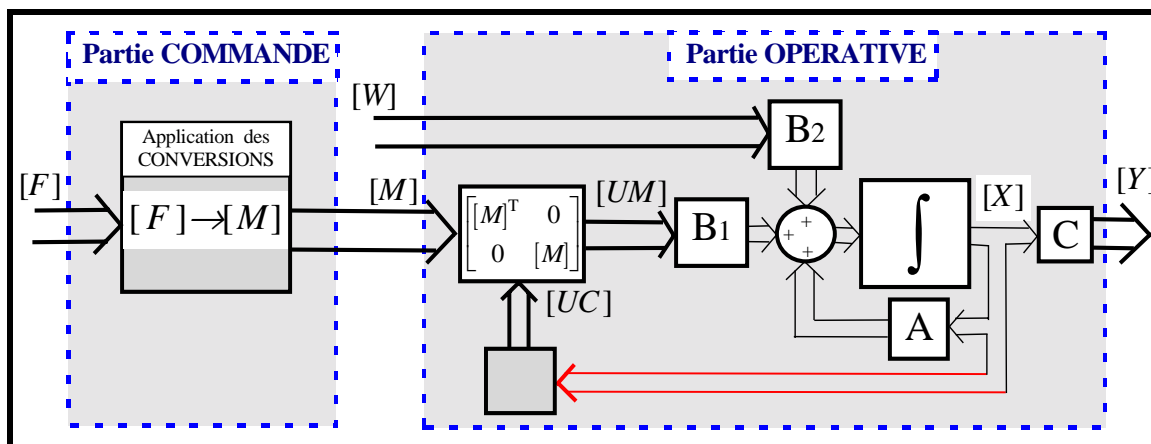 Partie COMMANDE
Partie OPERATIVE
[W]
B2
Application des
CONVERSIONS
[F]
[F]→[M]
[M]
[M]ᵀ 0
0 [M]
[UM]
B1
+
+
+
∫
[X]
C
[Y]
[UC]
A